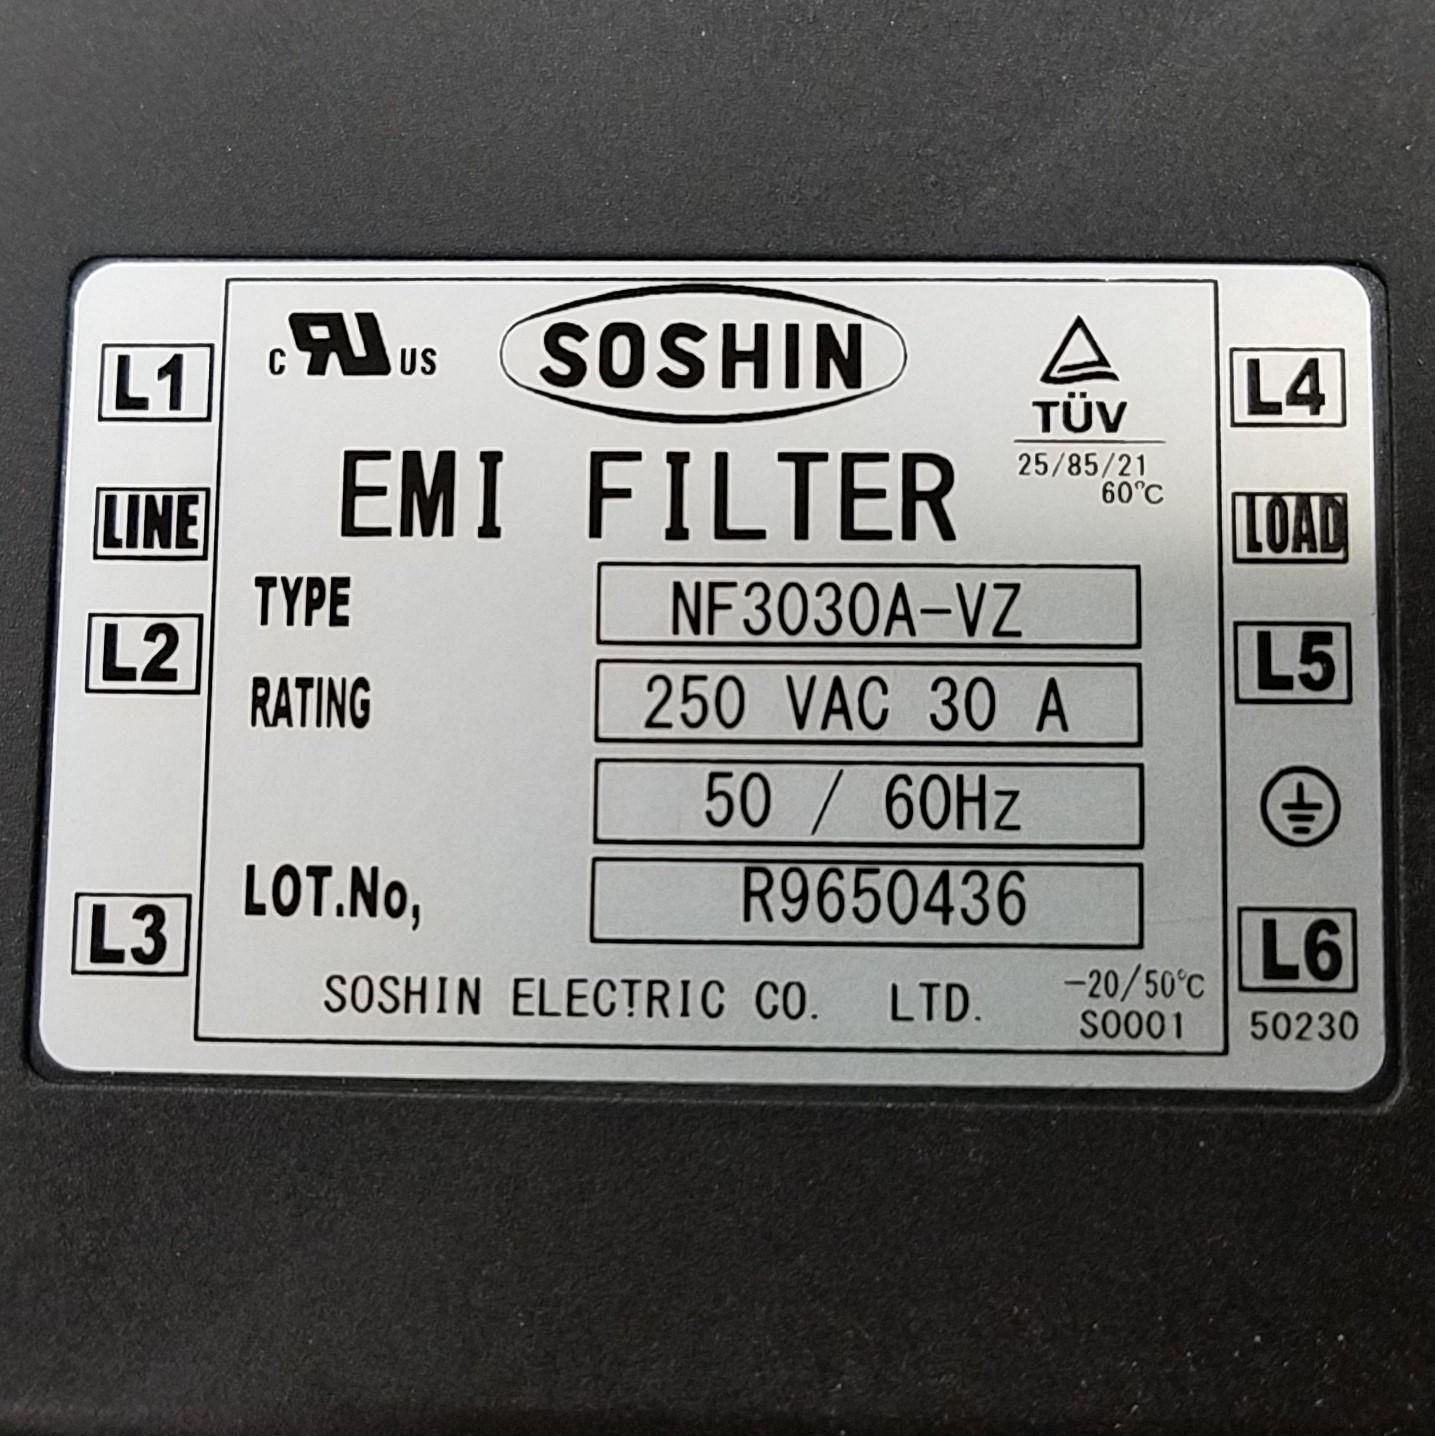 c RU US
SOSHIN
TÜV
25/85/21
60℃
EMI FILTER
L1
LINE
L2
L3
TYPE NF3030A-VZ
RATING 250 VAC 30 A
50 / 60Hz
LOT.No, R9650436
SOSHIN ELECTRIC CO. LTD.
-20/50℃
S0001
L4
LOAD
L5
L6
50230